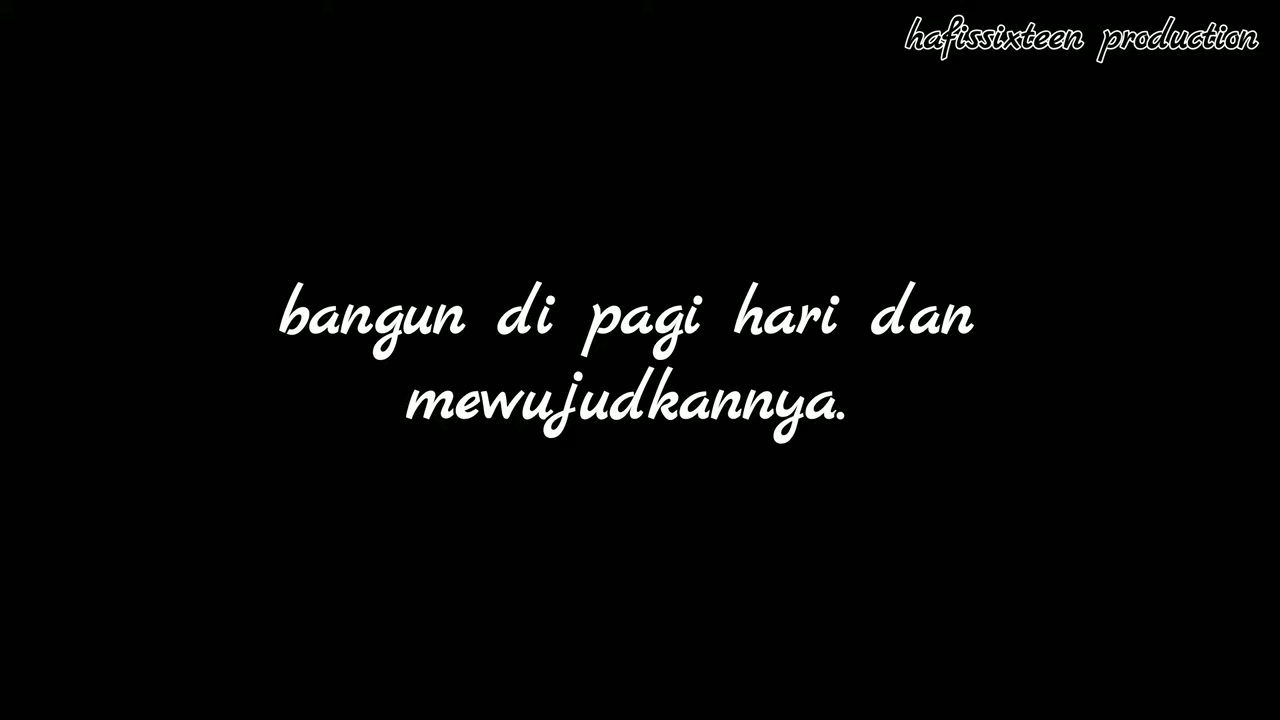 hafissixteen production
bangun di pagi hari dan
mewujudkannya.